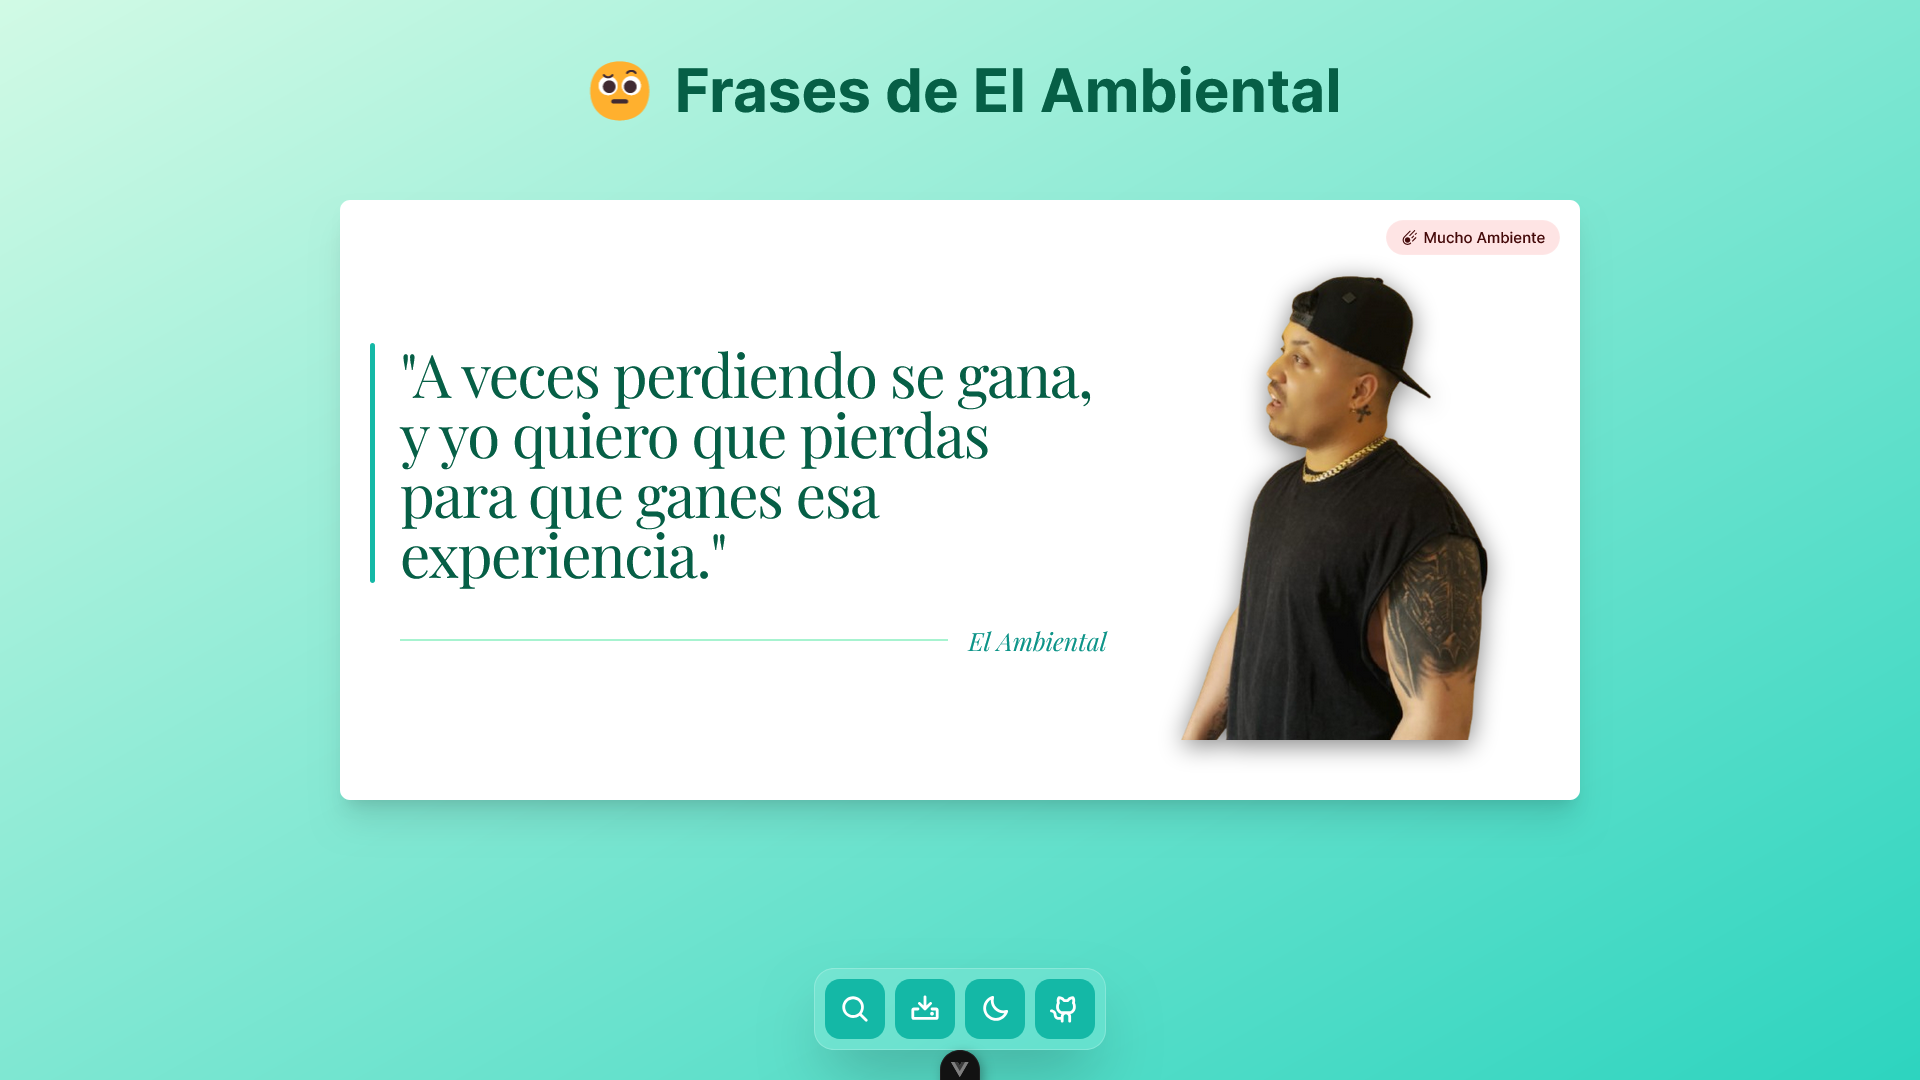 Frases de El Ambiental
Mucho Ambiente
"A veces perdiendo se gana,
y yo quiero que pierdas
para que ganes esa
experiencia."
El Ambiental